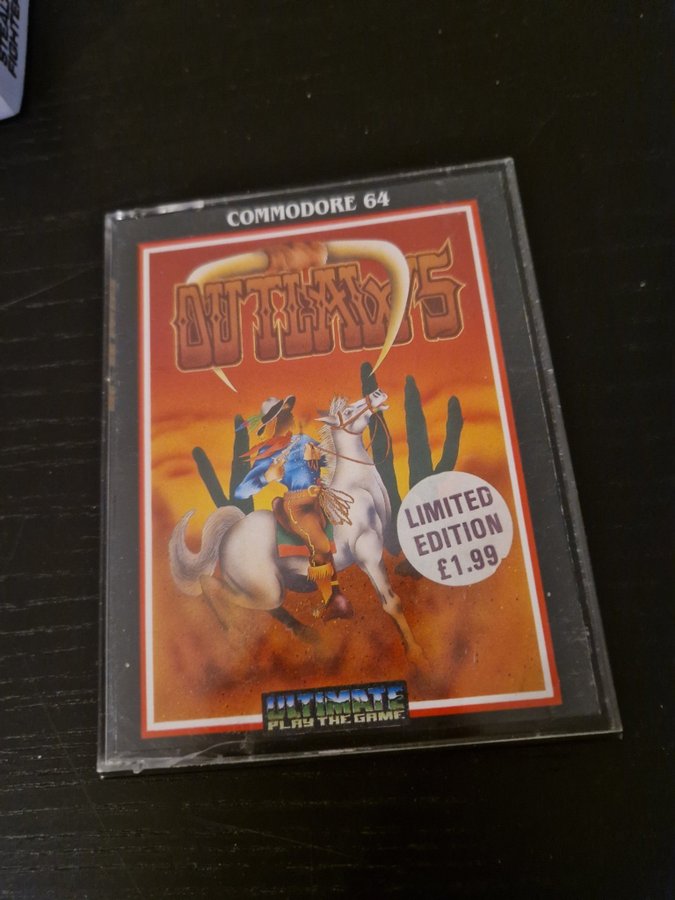 COMMODORE 64
OUTLAWS
LIMITED
EDITION
£1.99
ULTIMATE
PLAY THE GAME